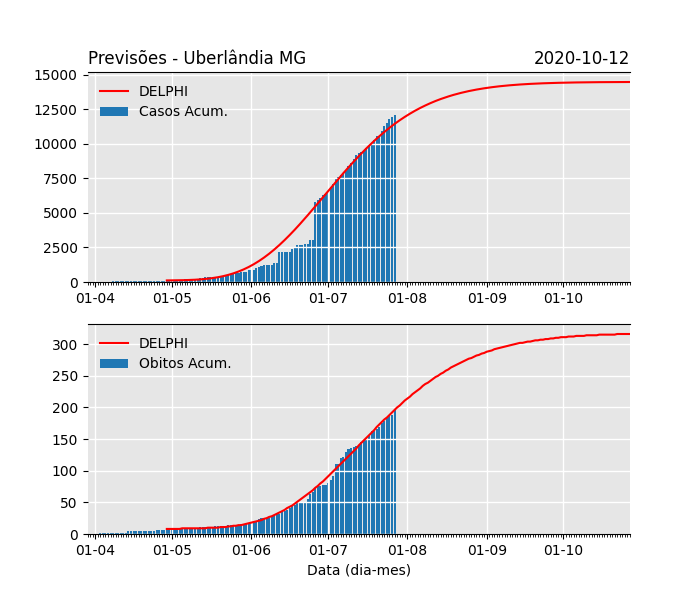 Previsões - Uberlândia MG 2020-10-12
15000
12500
10000
7500
5000
2500
0
DELPHI
Casos Acum.
01-04 01-05 01-06 01-07 01-08 01-09 01-10
300
250
200
150
100
50
0
DELPHI
Obitos Acum.
01-04 01-05 01-06 01-07 01-08 01-09 01-10
Data (dia-mes)